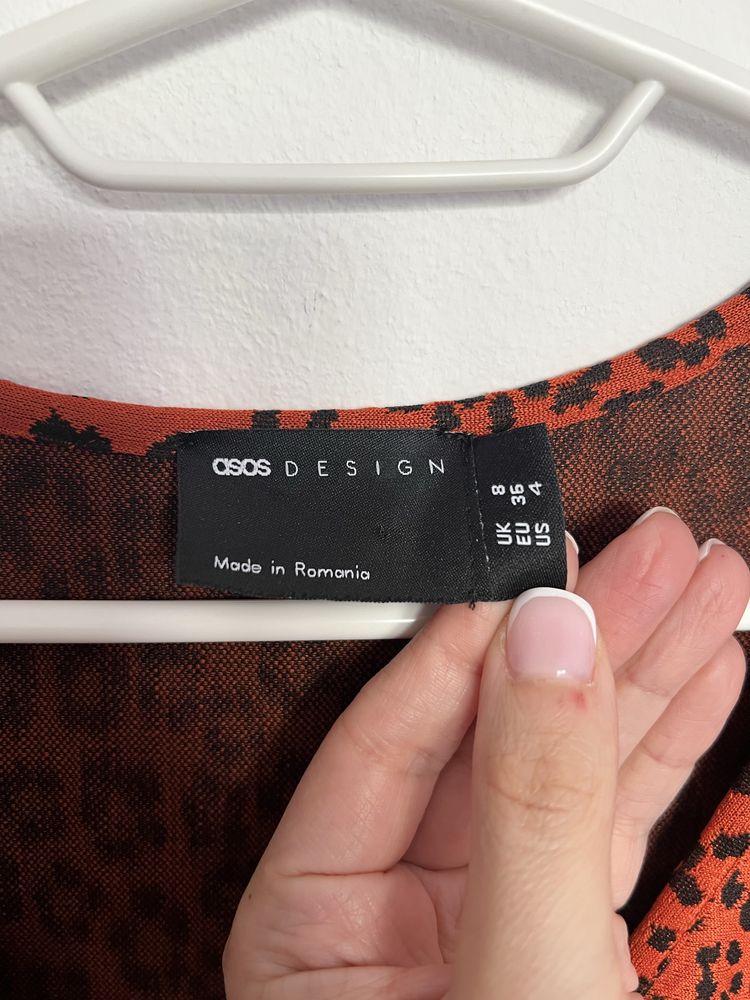 asos DESIGN
Made in Romania
UK 8
EU 36
US 4